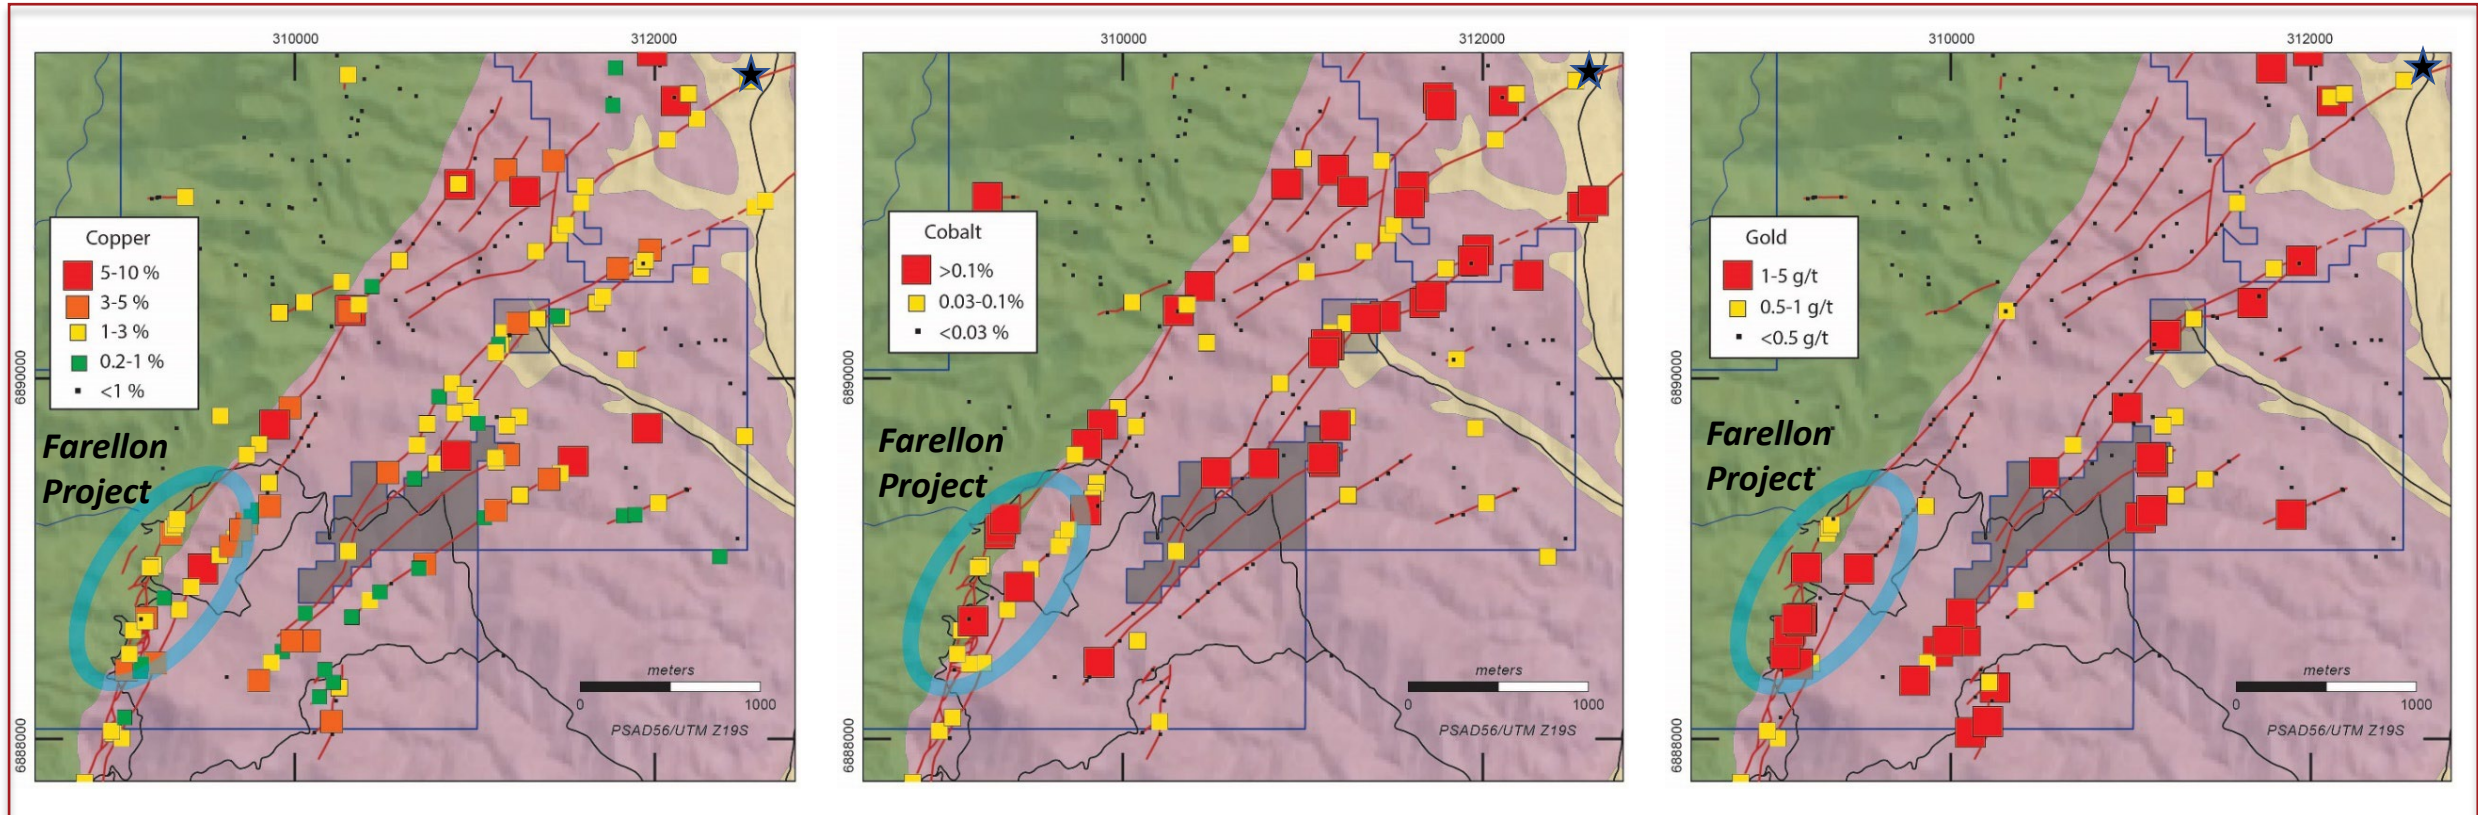 310000
312000
Copper
5-10 %
3-5 %
1-3 %
0.2-1 %
<1 %
6890000
Farellon
Project
6888000
meters
0
1000
PSAD56/UTM Z19S
310000
312000
Cobalt
>0.1%
0.03-0.1%
<0.03 %
6890000
Farellon
Project
6888000
meters
0
1000
PSAD56/UTM Z19S
310000
312000
Gold
1-5 g/t
0.5-1 g/t
<0.5 g/t
6890000
Farellon
Project
6888000
meters
0
1000
PSAD56/UTM Z19S